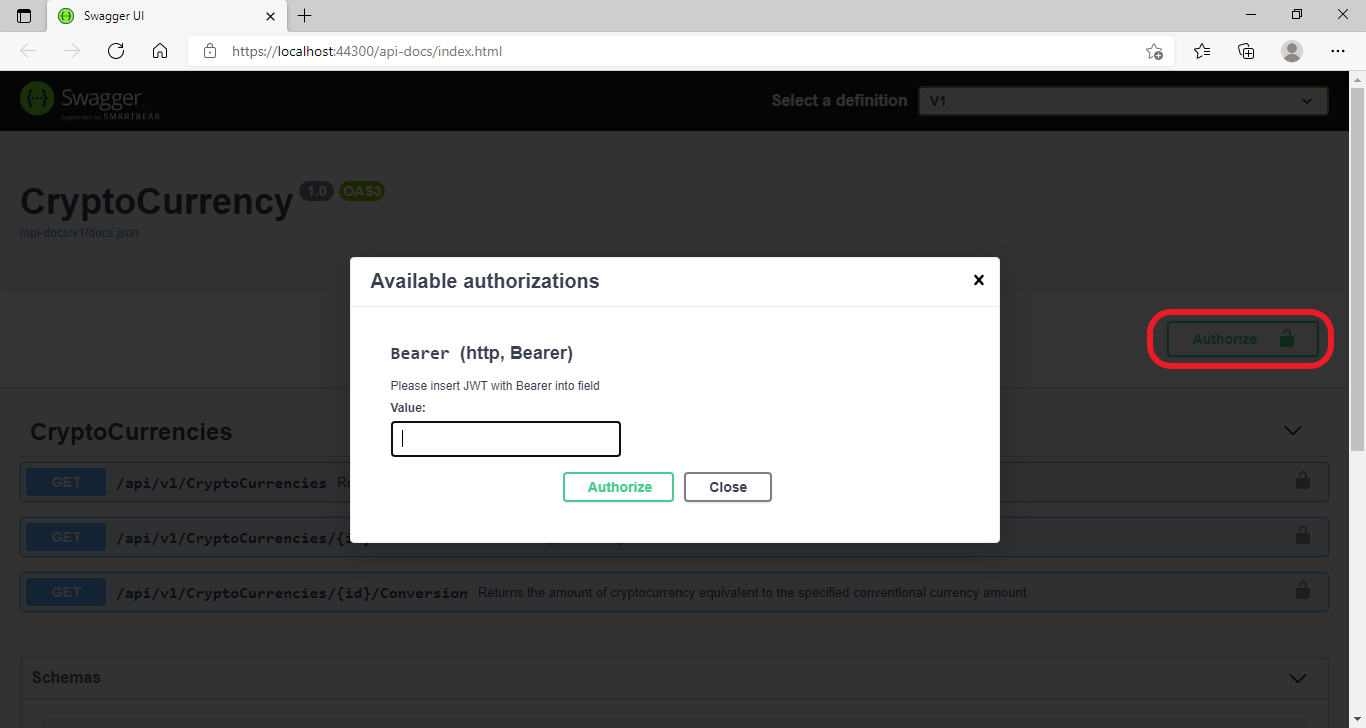 Swagger UI
https://localhost:44300/api-docs/index.html
Swagger.
Supported by SMARTBEAR
Select a definition
V1
CryptoCurrency 1.0 OAS3
/api-docs/v1/docs.json
Available authorizations
Authorize
Bearer (http, Bearer)
Please insert JWT with Bearer into field
Value:
Authorize
Close
CryptoCurrencies
GET /api/v1/CryptoCurrencies
GET /api/v1/CryptoCurrencies/
GET /api/v1/CryptoCurrencies/{id}/Conversion Returns the amount of cryptocurrency equivalent to the specified conventional currency amount.
Schemas